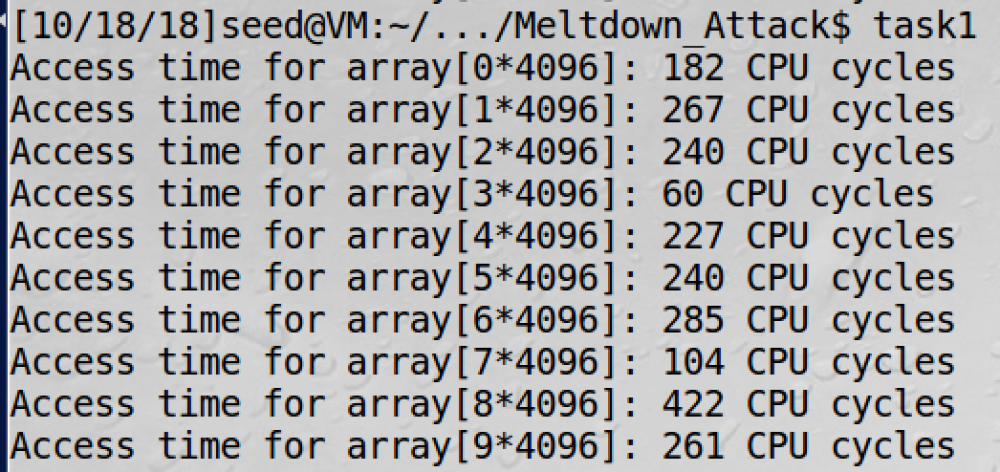 [10/18/18]seed@VM:~/.../Meltdown_Attack$ task1
Access time for array[0*4096]: 182 CPU cycles
Access time for array[1*4096]: 267 CPU cycles
Access time for array[2*4096]: 240 CPU cycles
Access time for array[3*4096]: 60 CPU cycles
Access time for array[4*4096]: 227 CPU cycles
Access time for array[5*4096]: 240 CPU cycles
Access time for array[6*4096]: 285 CPU cycles
Access time for array[7*4096]: 104 CPU cycles
Access time for array[8*4096]: 422 CPU cycles
Access time for array[9*4096]: 261 CPU cycles